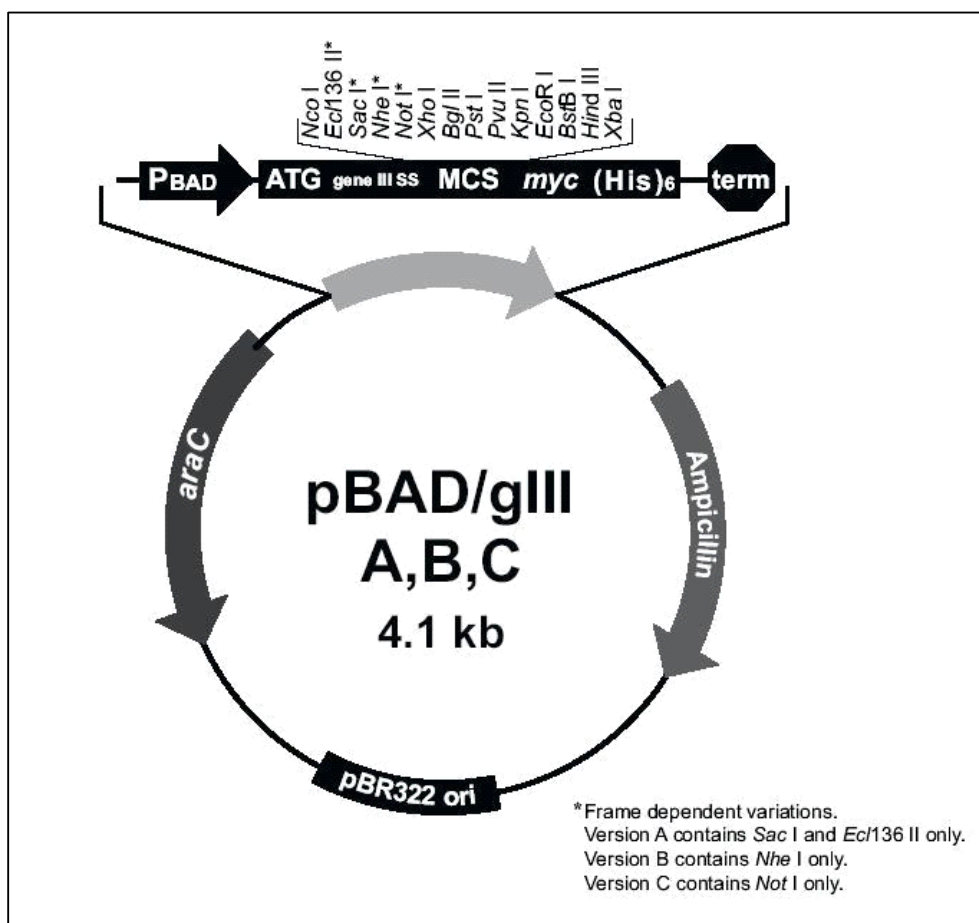 Nco I
Ecl136 II*
Sac I*
Nhe I*
Not I*
Xho I
Bgl II
Pst I
Pvu II
Kpn I
EcoR I
BstB I
Hind III
Xba I
PBAD ATG gene III SS MCS myc (His)6 term
araC
Ampicillin
pBAD/gIII
A,B,C
4.1 kb
pBR322 ori
*Frame dependent variations.
Version A contains Sac I and Ecl136 II only.
Version B contains Nhe I only.
Version C contains Not I only.